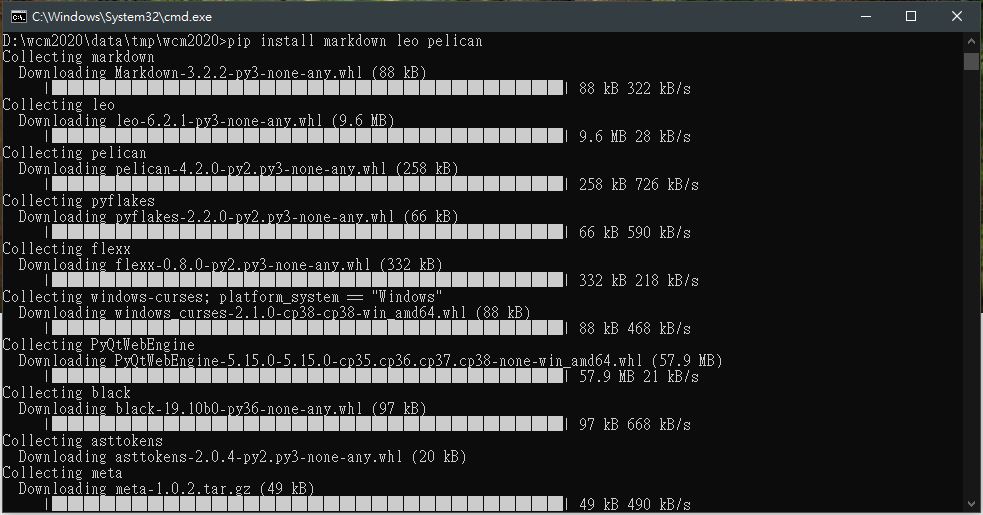 C:\Windows\System32\cmd.exe
D:\wcm2020\data\tmp\wcm2020>pip install markdown leo pelican
Collecting markdown
Downloading Markdown-3.2.2-py3-none-any.whl (88 kB)
| | 88 kB 322 kB/s
Collecting leo
Downloading leo-6.2.1-py3-none-any.whl (9.6 MB)
| | 9.6 MB 28 kB/s
Collecting pelican
Downloading pelican-4.2.0-py2.py3-none-any.whl (258 kB)
| | 258 kB 726 kB/s
Collecting pyflakes
Downloading pyflakes-2.2.0-py2.py3-none-any.whl (66 kB)
| | 66 kB 590 kB/s
Collecting flexx
Downloading flexx-0.8.0-py2.py3-none-any.whl (332 kB)
| | 332 kB 218 kB/s
Collecting windows-curses; platform_system == "Windows"
Downloading windows_curses-2.1.0-cp38-cp38-win_amd64.whl (88 kB)
| | 88 kB 468 kB/s
Collecting PyQtWebEngine
Downloading PyQtWebEngine-5.15.0-5.15.0-cp35.cp36.cp37.cp38-none-win_amd64.whl (57.9 MB)
| | 57.9 MB 21 kB/s
Collecting black
Downloading black-19.10b0-py36-none-any.whl (97 kB)
| | 97 kB 668 kB/s
Collecting asttokens
Downloading asttokens-2.0.4-py2.py3-none-any.whl (20 kB)
Collecting meta
Downloading meta-1.0.2.tar.gz (49 kB)
| | 49 kB 490 kB/s